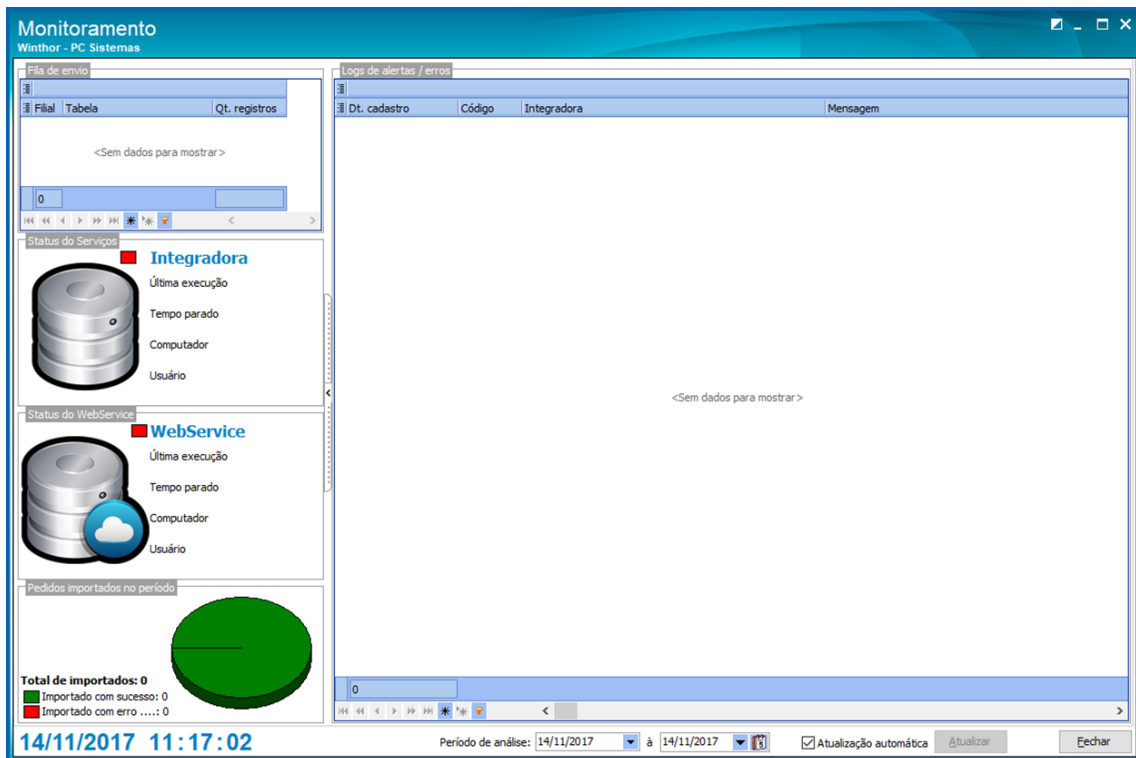 Monitoramento
Winthor - PC Sistemas
Fila de envio
Filial Tabela Qt. registros
<Sem dados para mostrar>
0
Status do Serviços
Integradora
Última execução
Tempo parado
Computador
Usuário
Status do WebService
WebService
Última execução
Tempo parado
Computador
Usuário
Pedidos importados no período
Total de importados: 0
Importado com sucesso: 0
Importado com erro ....: 0
Logs de alertas / erros
Dt. cadastro Código Integradora Mensagem
<Sem dados para mostrar>
0
14/11/2017 11:17:02
Período de análise: 14/11/2017 à 14/11/2017 Atualização automática Atualizar Fechar